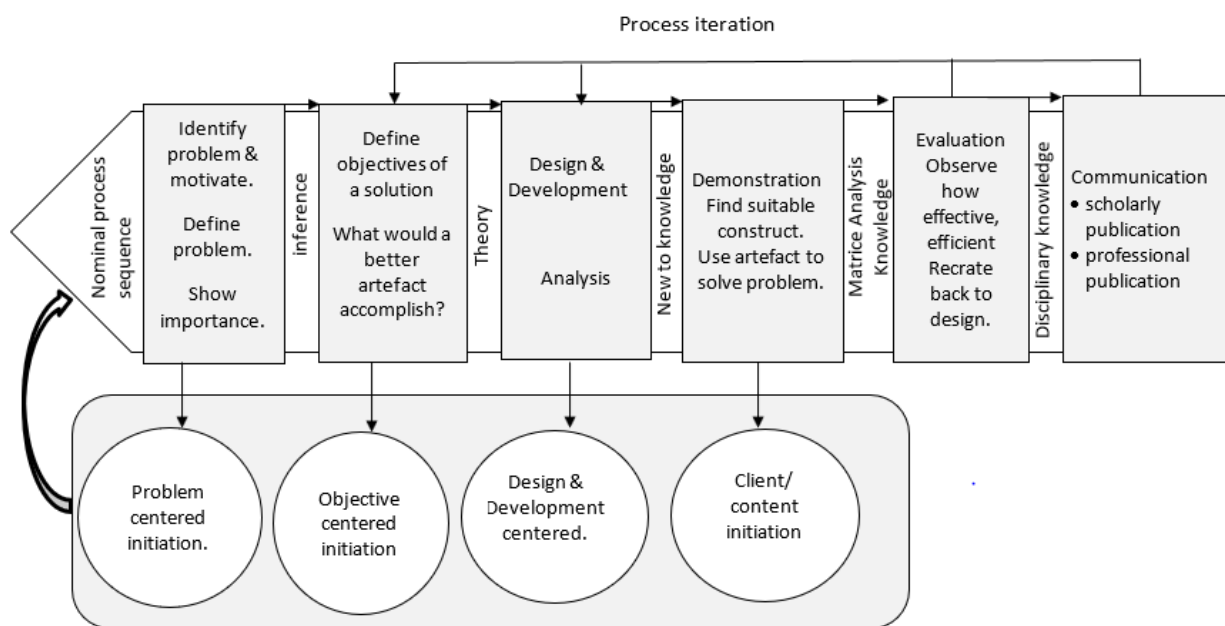 Process iteration
Nominal process
sequence
Identify
problem &
motivate.
Define
problem.
Show
importance.
inference
Define
objectives of
a solution
What would a
better
artefact
accomplish?
Theory
Design &
Development
Analysis
New to knowledge
Demonstration
Find suitable
construct.
Use artefact to
solve problem.
Matrice Analysis
Knowledge
Evaluation
Observe
how
effective,
efficient
Recrate
back to
design.
Disciplinary knowledge
Communication
• scholarly
publication
• professional
publication
Problem
centered
initiation.
Objective
centered
initiation
Design &
Development
centered.
Client/
content
initiation